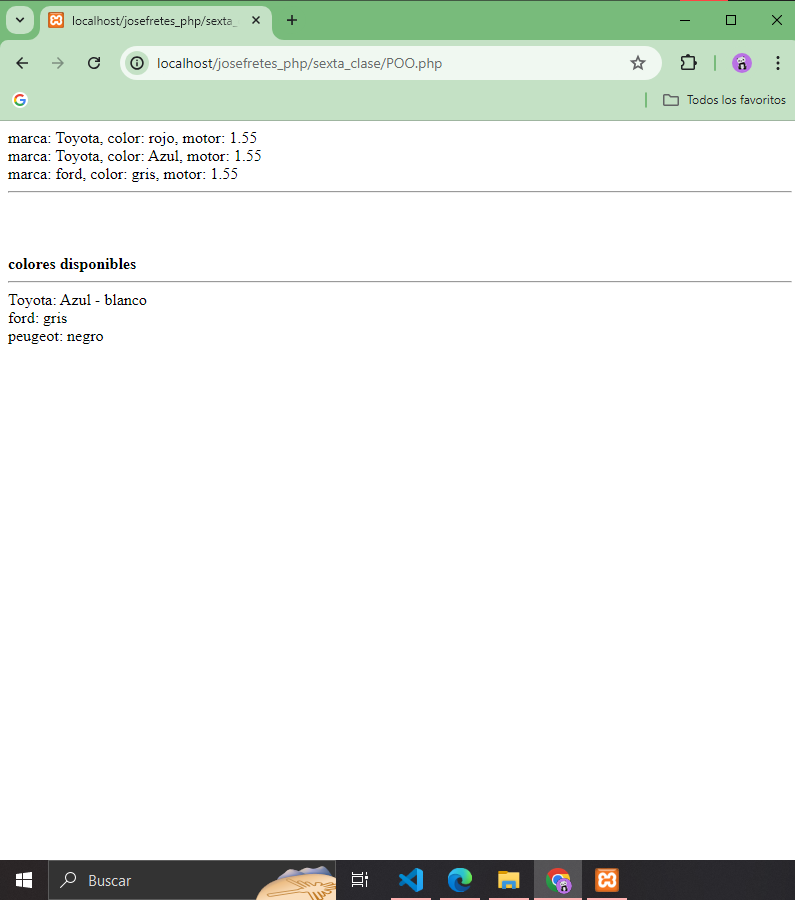 localhost/josefretes_php/sexta_
localhost/josefretes_php/sexta_clase/POO.php
Todos los favoritos
marca: Toyota, color: rojo, motor: 1.55
marca: Toyota, color: Azul, motor: 1.55
marca: ford, color: gris, motor: 1.55
colores disponibles
Toyota: Azul - blanco
ford: gris
peugeot: negro
Buscar